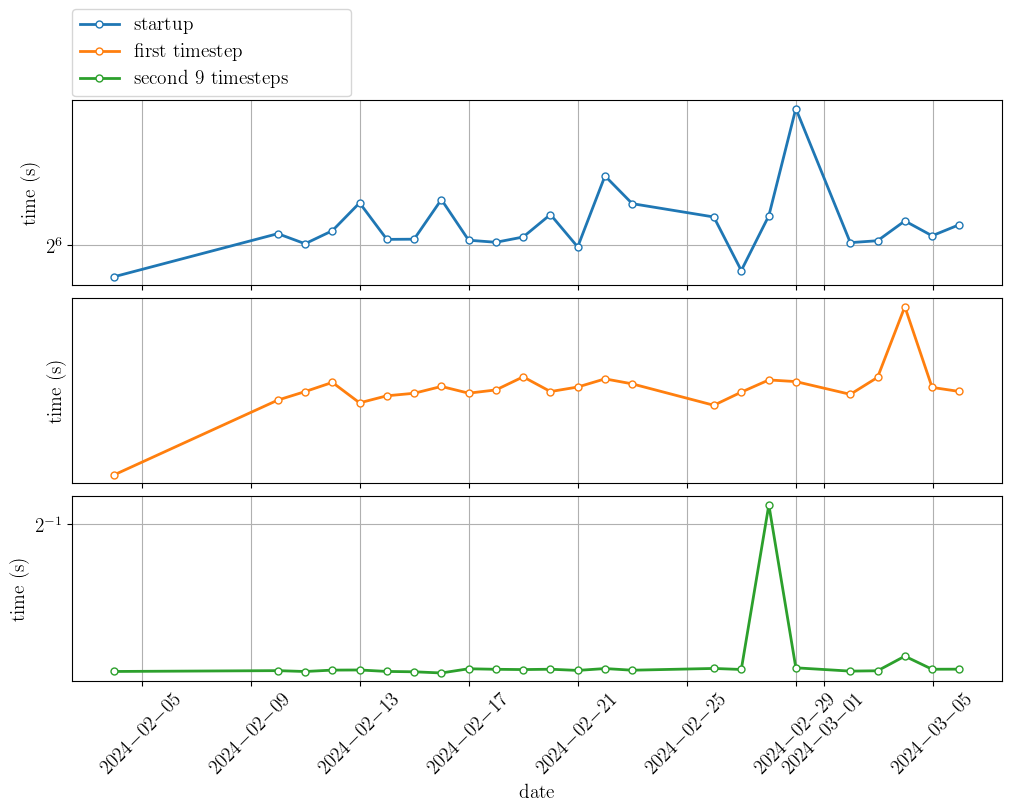 startup
first timestep
second 9 timesteps
time (s)
2⁶
time (s)
2⁻¹
time (s)
2024−02−05
2024−02−09
2024−02−13
2024−02−17
2024−02−21
2024−02−25
2024−02−29
2024−03−01
2024−03−05
date